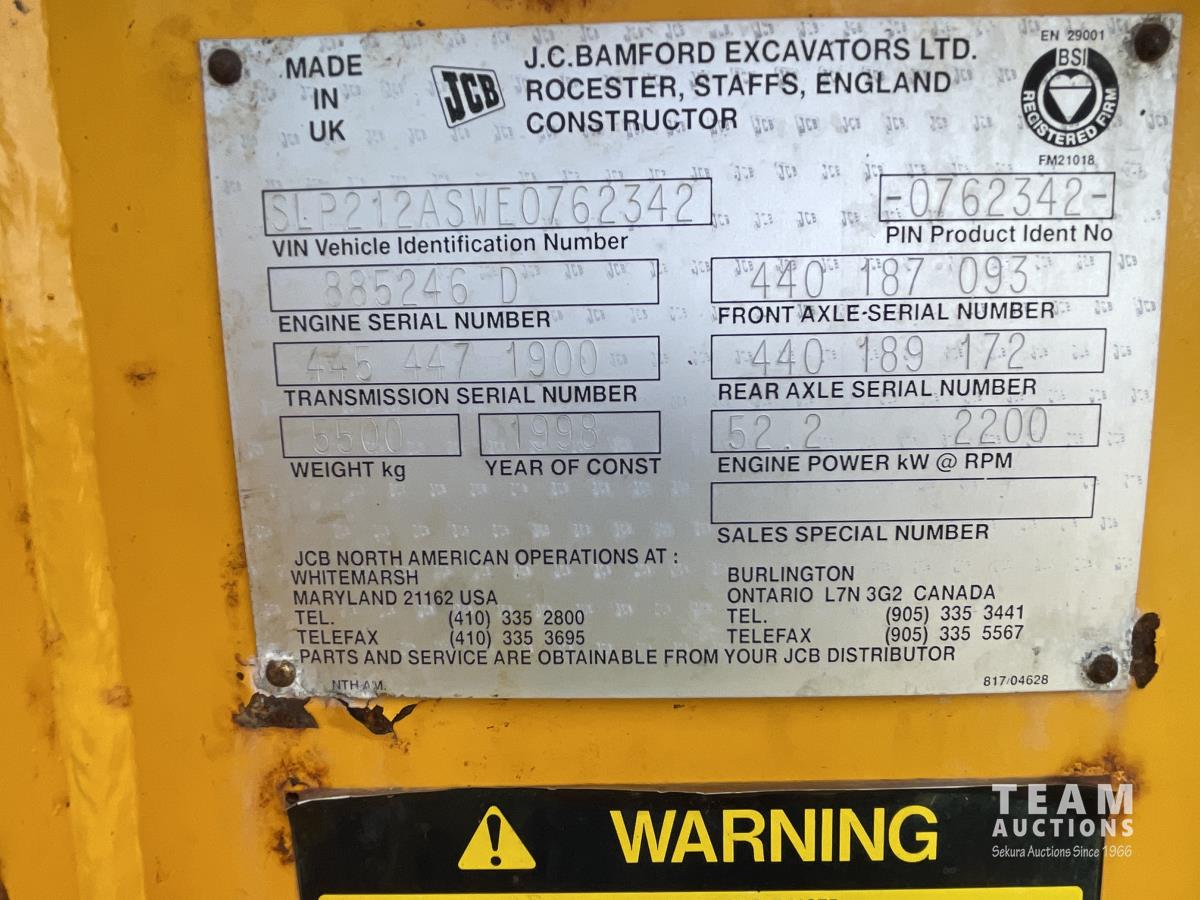 MADE
IN
UK
JCB
J.C.BAMFORD EXCAVATORS LTD.
ROCESTER, STAFFS, ENGLAND
CONSTRUCTOR
EN 29001
BSI
REGISTERED FIRM
FM21018
SLP212ASWE0762342
VIN Vehicle Identification Number
-0762342-
PIN Product Ident No
885246 D
ENGINE SERIAL NUMBER
440 187 093
FRONT AXLE-SERIAL NUMBER
445 447 1900
TRANSMISSION SERIAL NUMBER
440 189 172
REAR AXLE SERIAL NUMBER
5500
WEIGHT kg
1998
YEAR OF CONST
52.2 2200
ENGINE POWER kW @ RPM
SALES SPECIAL NUMBER
JCB NORTH AMERICAN OPERATIONS AT :
WHITEMARSH
MARYLAND 21162 USA
TEL. (410) 335 2800
TELEFAX (410) 335 3695
BURLINGTON
ONTARIO L7N 3G2 CANADA
TEL. (905) 335 3441
TELEFAX (905) 335 5567
PARTS AND SERVICE ARE OBTAINABLE FROM YOUR JCB DISTRIBUTOR
NTH-AM.
817/04628
WARNING
TEAM
AUCTIONS
Sekura Auctions Since 1966